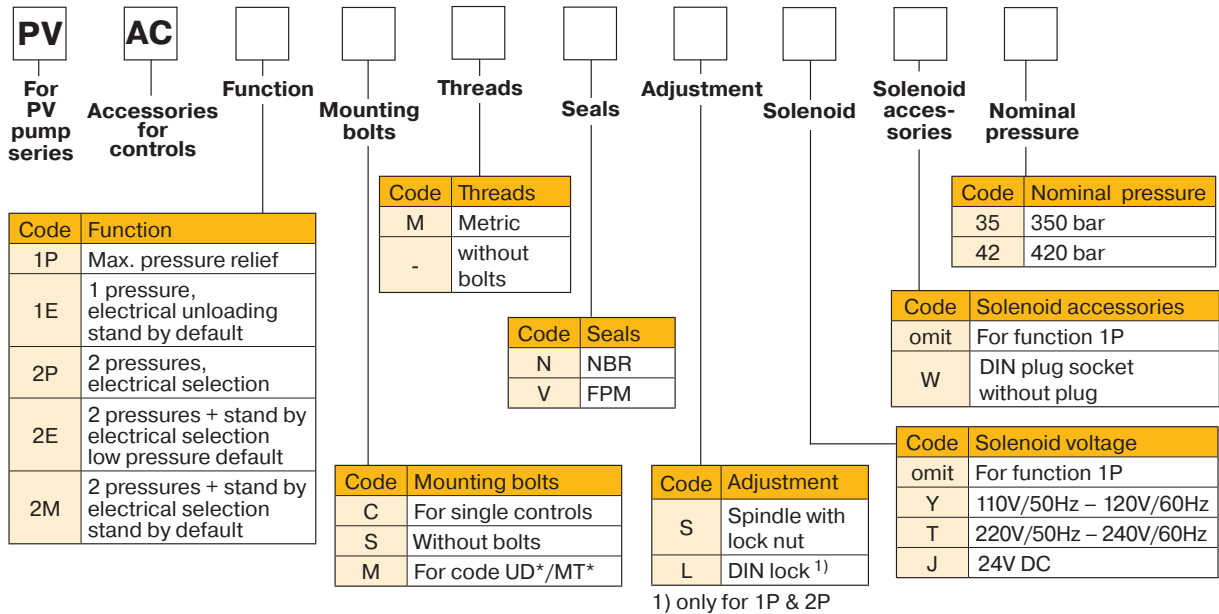 PV
AC
For
PV
pump
series
Accessories
for
controls
Function
Mounting
bolts
Threads
Seals
Adjustment
Solenoid
Solenoid
acces-
sories
Nominal
pressure
Code Function
1P Max. pressure relief
1E 1 pressure,
electrical unloading
stand by default
2P 2 pressures,
electrical selection
2E 2 pressures + stand by
electrical selection
low pressure default
2M 2 pressures + stand by
electrical selection
stand by default
Code Mounting bolts
C For single controls
S Without bolts
M For code UD*/MT*
Code Threads
M Metric
- without
bolts
Code Seals
N NBR
V FPM
Code Adjustment
S Spindle with
lock nut
L DIN lock 1)
1) only for 1P & 2P
Code Solenoid voltage
omit For function 1P
Y 110V/50Hz – 120V/60Hz
T 220V/50Hz – 240V/60Hz
J 24V DC
Code Solenoid accessories
omit For function 1P
W DIN plug socket
without plug
Code Nominal pressure
35 350 bar
42 420 bar